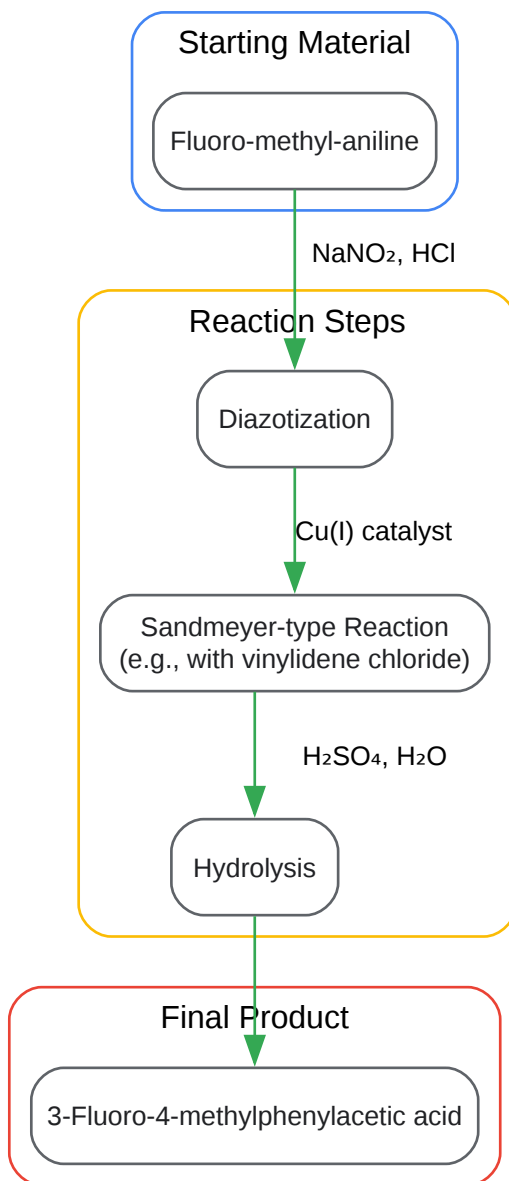 Starting Material
Fluoro-methyl-aniline
NaNO₂, HCl
Reaction Steps
Diazotization
Cu(I) catalyst
Sandmeyer-type Reaction
(e.g., with vinylidene chloride)
H₂SO₄, H₂O
Hydrolysis
Final Product
3-Fluoro-4-methylphenylacetic acid